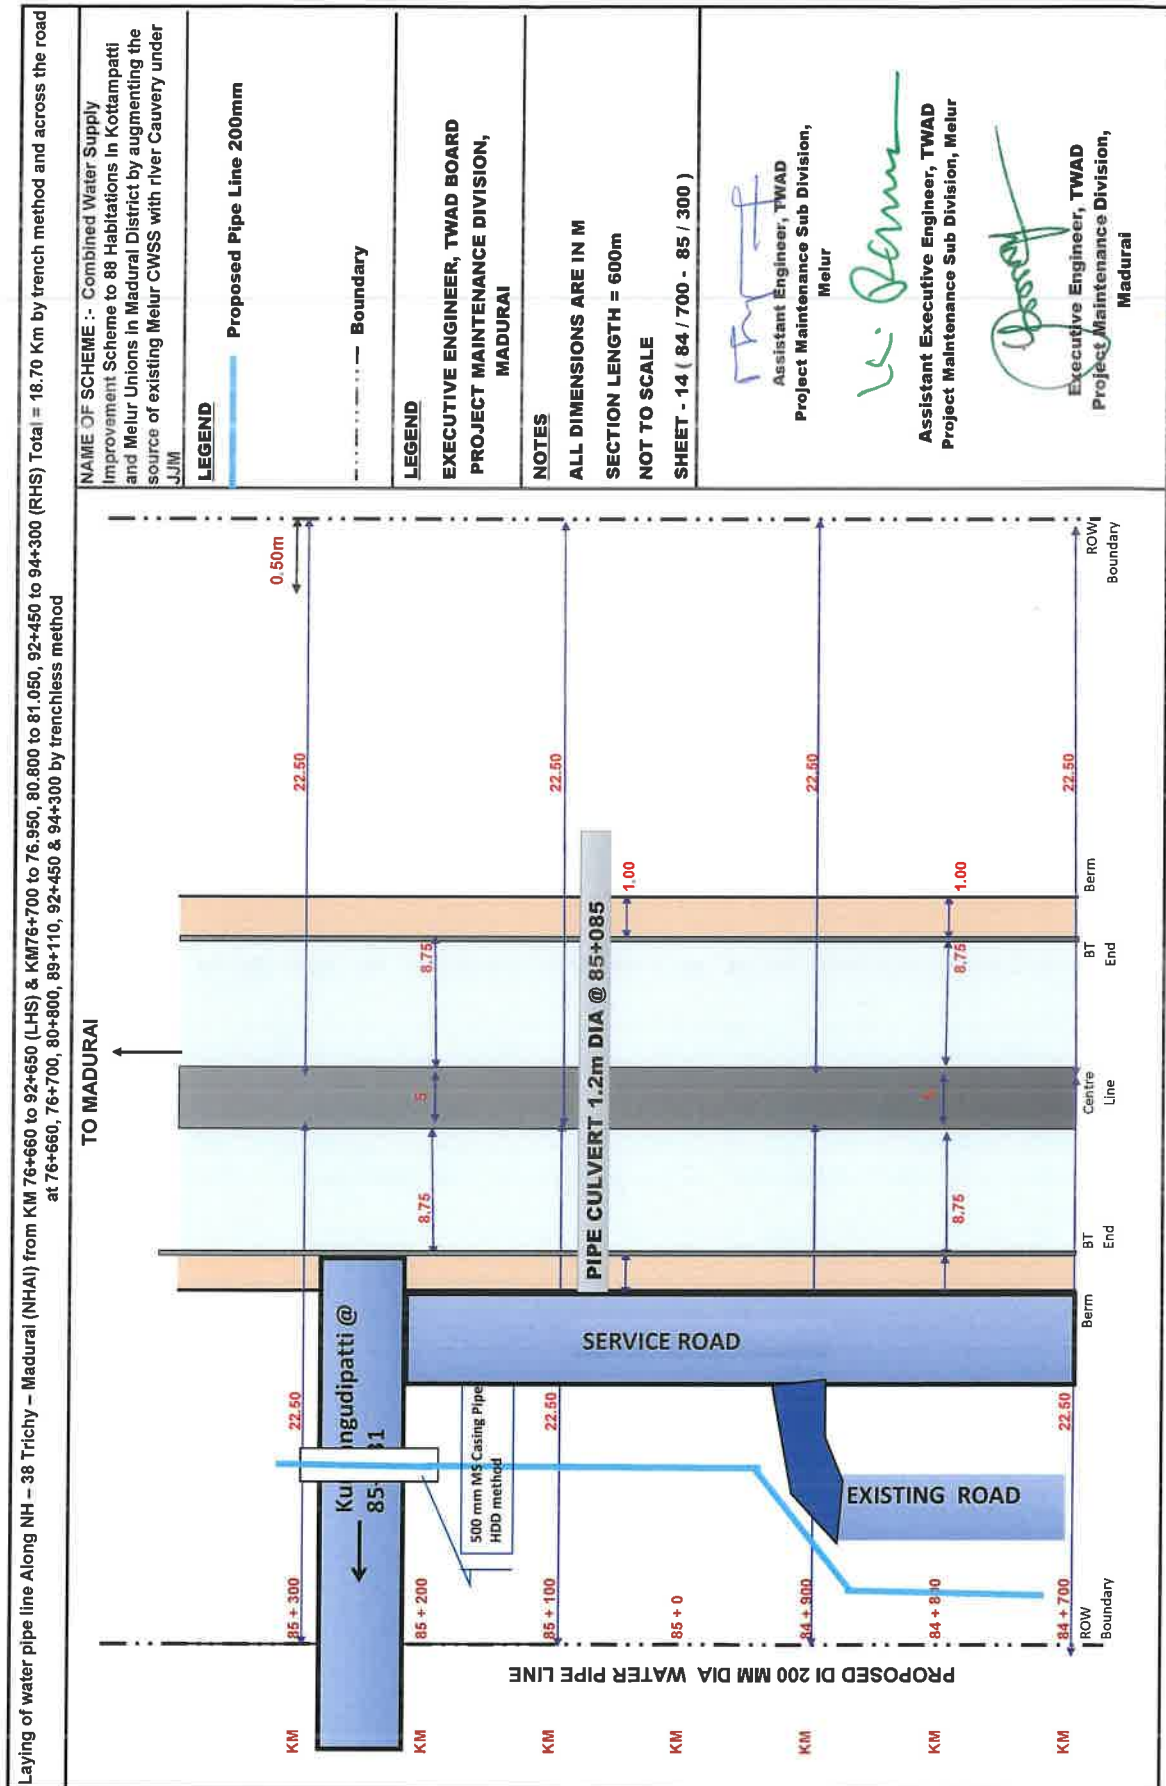 Laying of water pipe line Along NH – 38 Trichy – Madurai (NHAI) from KM 76+660 to 92+650 (LHS) & KM76+700 to 76.950, 80.800 to 81.050, 92+450 to 94+300 (RHS) Total = 18.70 Km by trench method and across the road
at 76+660, 76+700, 80+800, 89+110, 92+450 & 94+300 by trenchless method
TO MADURAI
KM 85 + 300 22.50 22.50 0.50m
Ku ngudipatti @
85- 31
KM 85 + 200 8.75 5 8.75
500 mm MS Casing Pipe
HDD method
KM 85 + 100 22.50 22.50
PIPE CULVERT 1.2m DIA @ 85+085
SERVICE ROAD
1.00
KM 85 + 0
KM 84 + 900 22.50
EXISTING ROAD
KM 84 + 800 8.75 8.75 1.00
KM 84 + 700 22.50 22.50
ROW
Boundary
Berm
BT
End
Centre
Line
BT
End
Berm
ROW
Boundary
PROPOSED DI 200 MM DIA WATER PIPE LINE
NAME OF SCHEME :- Combined Water Supply
Improvement Scheme to 88 Habitations In Kottampatti
and Melur Unions in Madurai District by augmenting the
source of existing Melur CWSS with river Cauvery under
JJM
LEGEND
Proposed Pipe Line 200mm
Boundary
LEGEND
EXECUTIVE ENGINEER, TWAD BOARD
PROJECT MAINTENANCE DIVISION,
MADURAI
NOTES
ALL DIMENSIONS ARE IN M
SECTION LENGTH = 600m
NOT TO SCALE
SHEET - 14 ( 84 / 700 - 85 / 300 )
Assistant Engineer, TWAD
Project Maintenance Sub Division,
Melur
Assistant Executive Engineer, TWAD
Project Maintenance Sub Division, Melur
Executive Engineer, TWAD
Project Maintenance Division,
Madurai